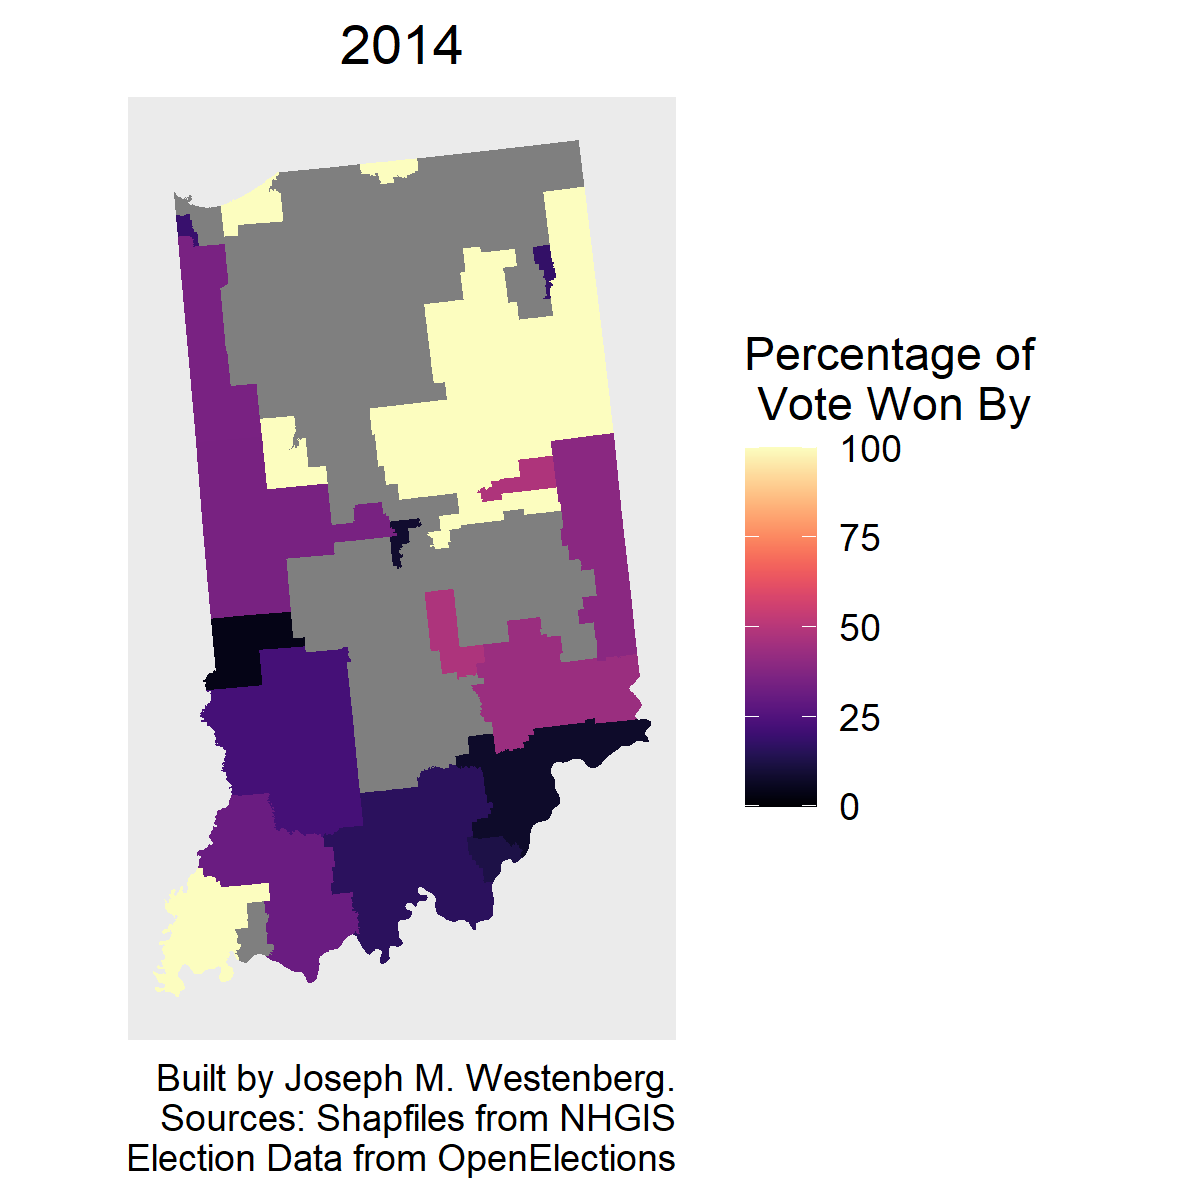 2014
Percentage of
Vote Won By
100
75
50
25
0
Built by Joseph M. Westenberg.
Sources: Shapfiles from NHGIS
Election Data from OpenElections